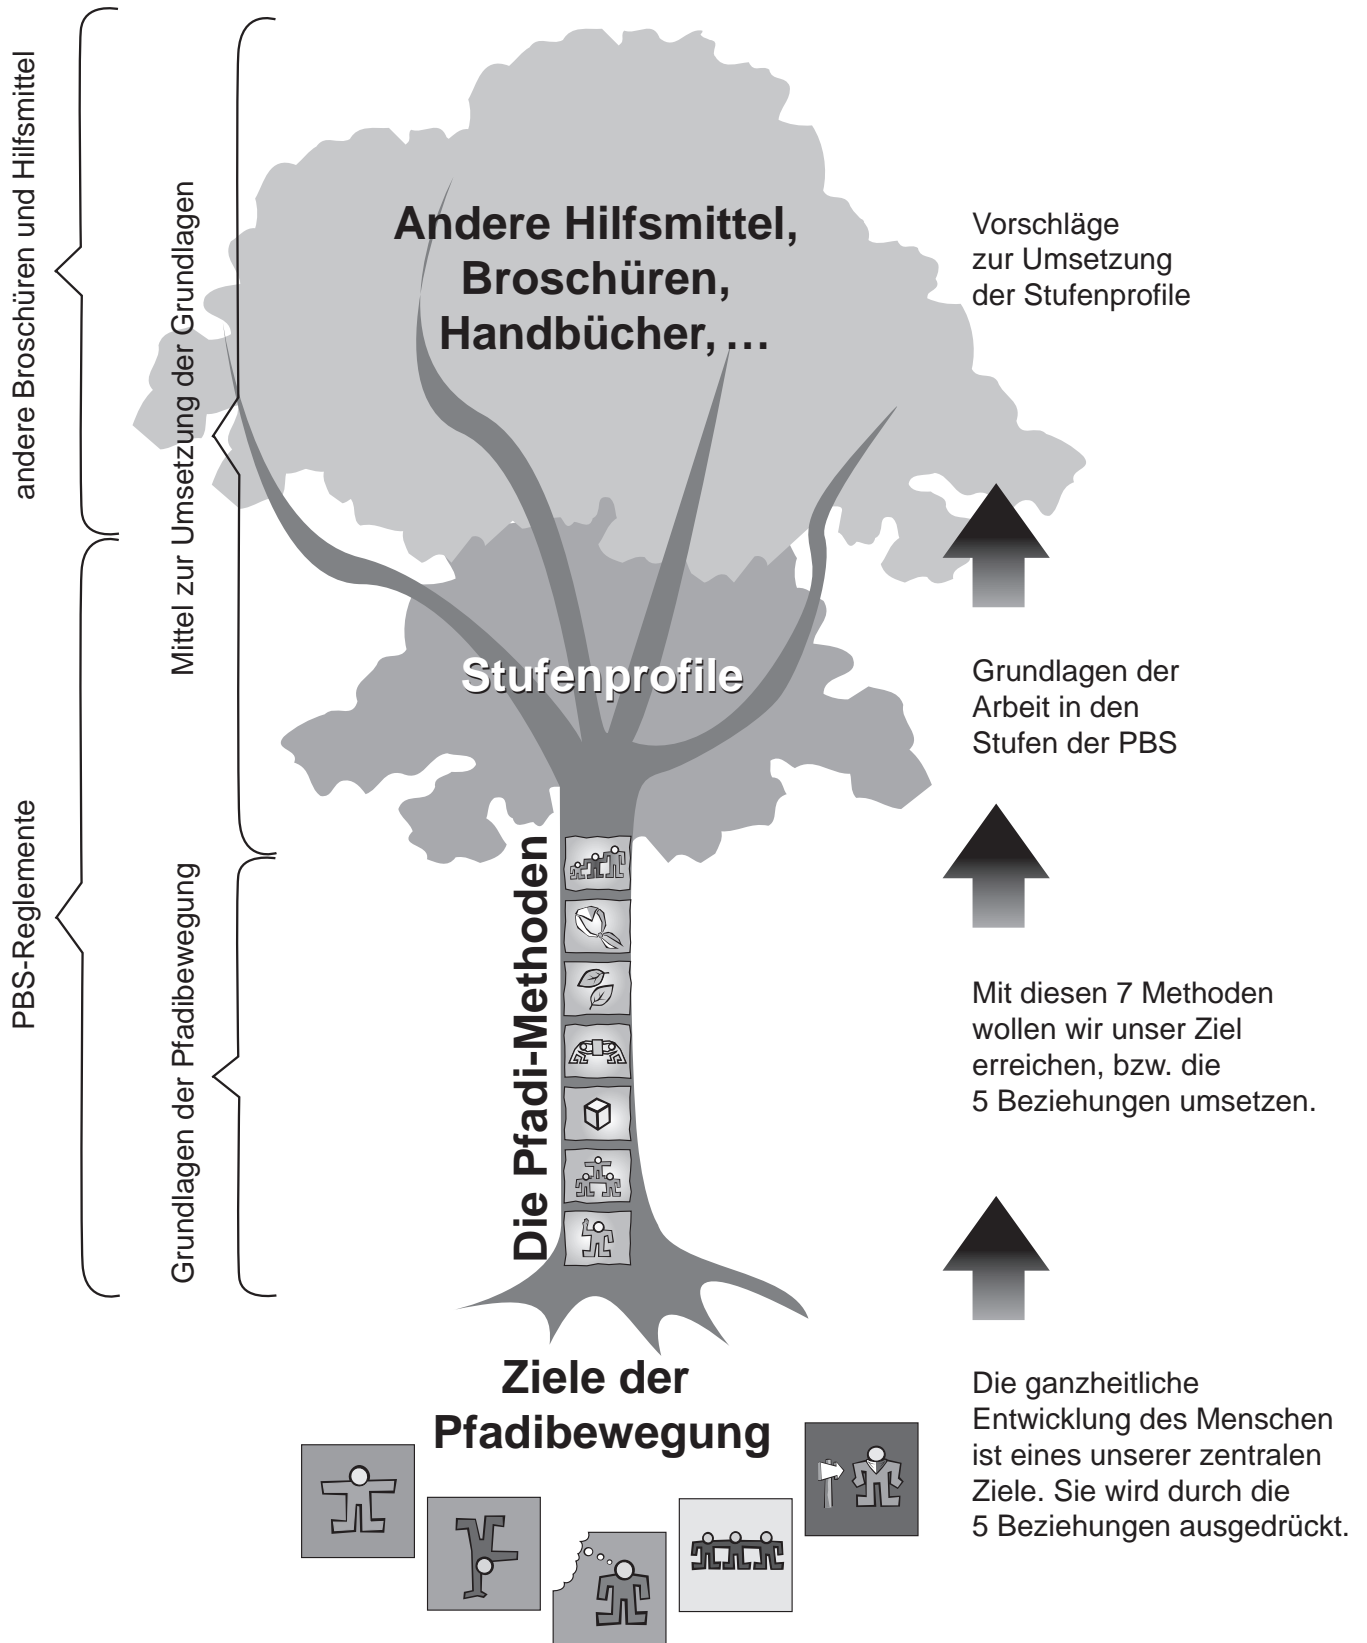 andere Broschüren und Hilfsmittel
PBS-Reglemente
Mittel zur Umsetzung der Grundlagen
Grundlagen der Pfadibewegung
Andere Hilfsmittel,
Broschüren,
Handbücher, …
Stufenprofile
Die Pfadi-Methoden
Ziele der
Pfadibewegung
Vorschläge
zur Umsetzung
der Stufenprofile
Grundlagen der
Arbeit in den
Stufen der PBS
Mit diesen 7 Methoden
wollen wir unser Ziel
erreichen, bzw. die
5 Beziehungen umsetzen.
Die ganzheitliche
Entwicklung des Menschen
ist eines unserer zentralen
Ziele. Sie wird durch die
5 Beziehungen ausgedrückt.